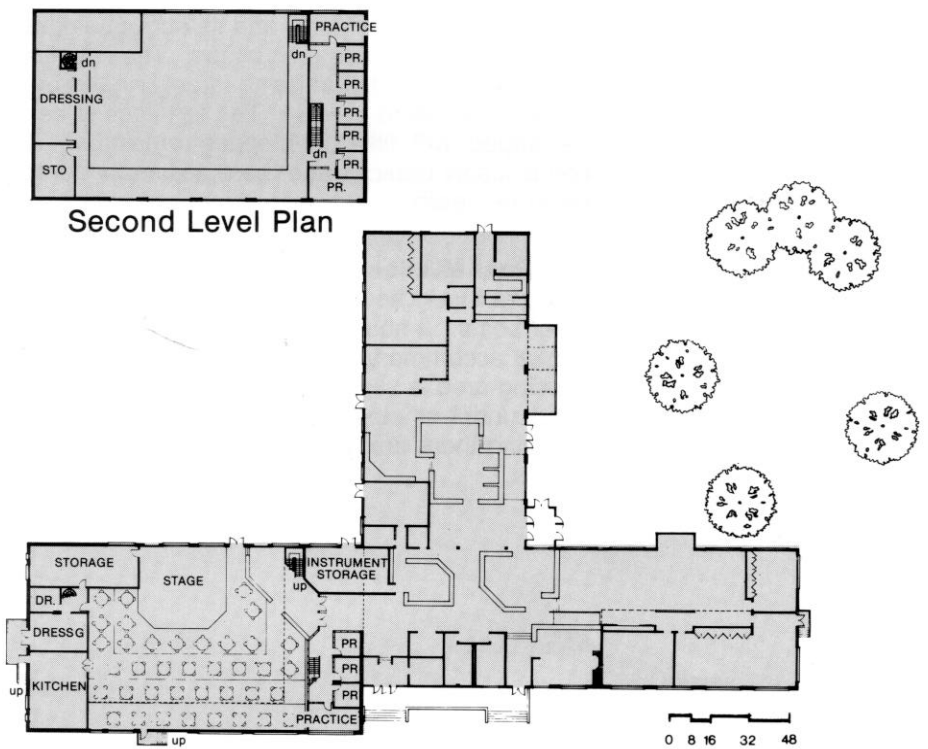 PRACTICE
dn
dn
PR.
PR.
DRESSING
PR.
PR.
dn
PR.
STO
PR.
Second Level Plan
STORAGE
STAGE
INSTRUMENT
STORAGE
up
DR.
DRESSG
PR
PR
up
KITCHEN
PR
PRACTICE
up
0 8 16 32 48